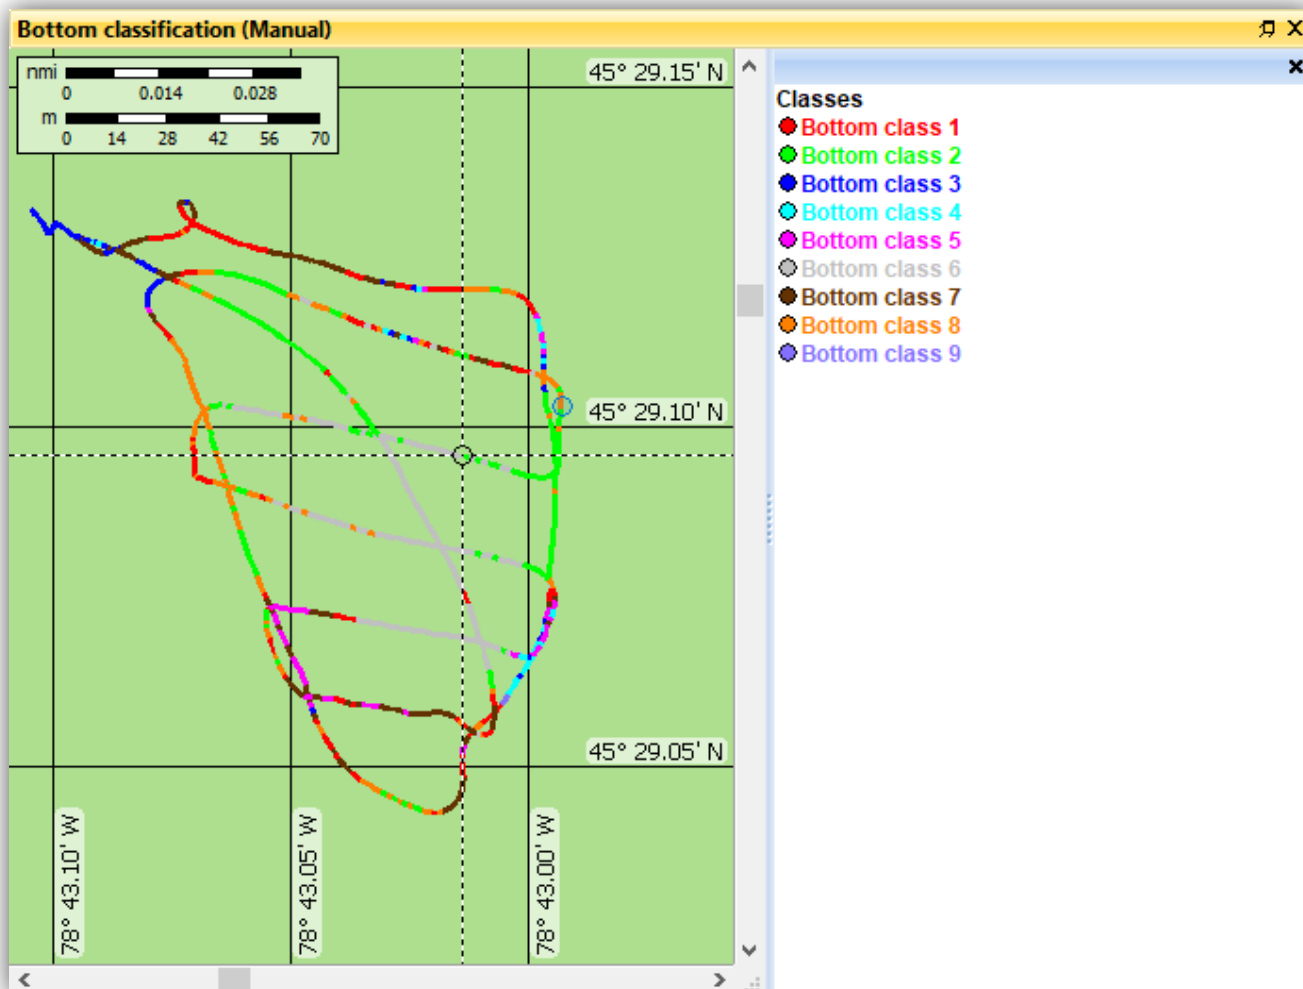 Bottom classification (Manual)
nmi
0 0.014 0.028
m
0 14 28 42 56 70
45° 29.15' N
45° 29.10' N
45° 29.05' N
78° 43.10' W
78° 43.05' W
78° 43.00' W
Classes
Bottom class 1
Bottom class 2
Bottom class 3
Bottom class 4
Bottom class 5
Bottom class 6
Bottom class 7
Bottom class 8
Bottom class 9